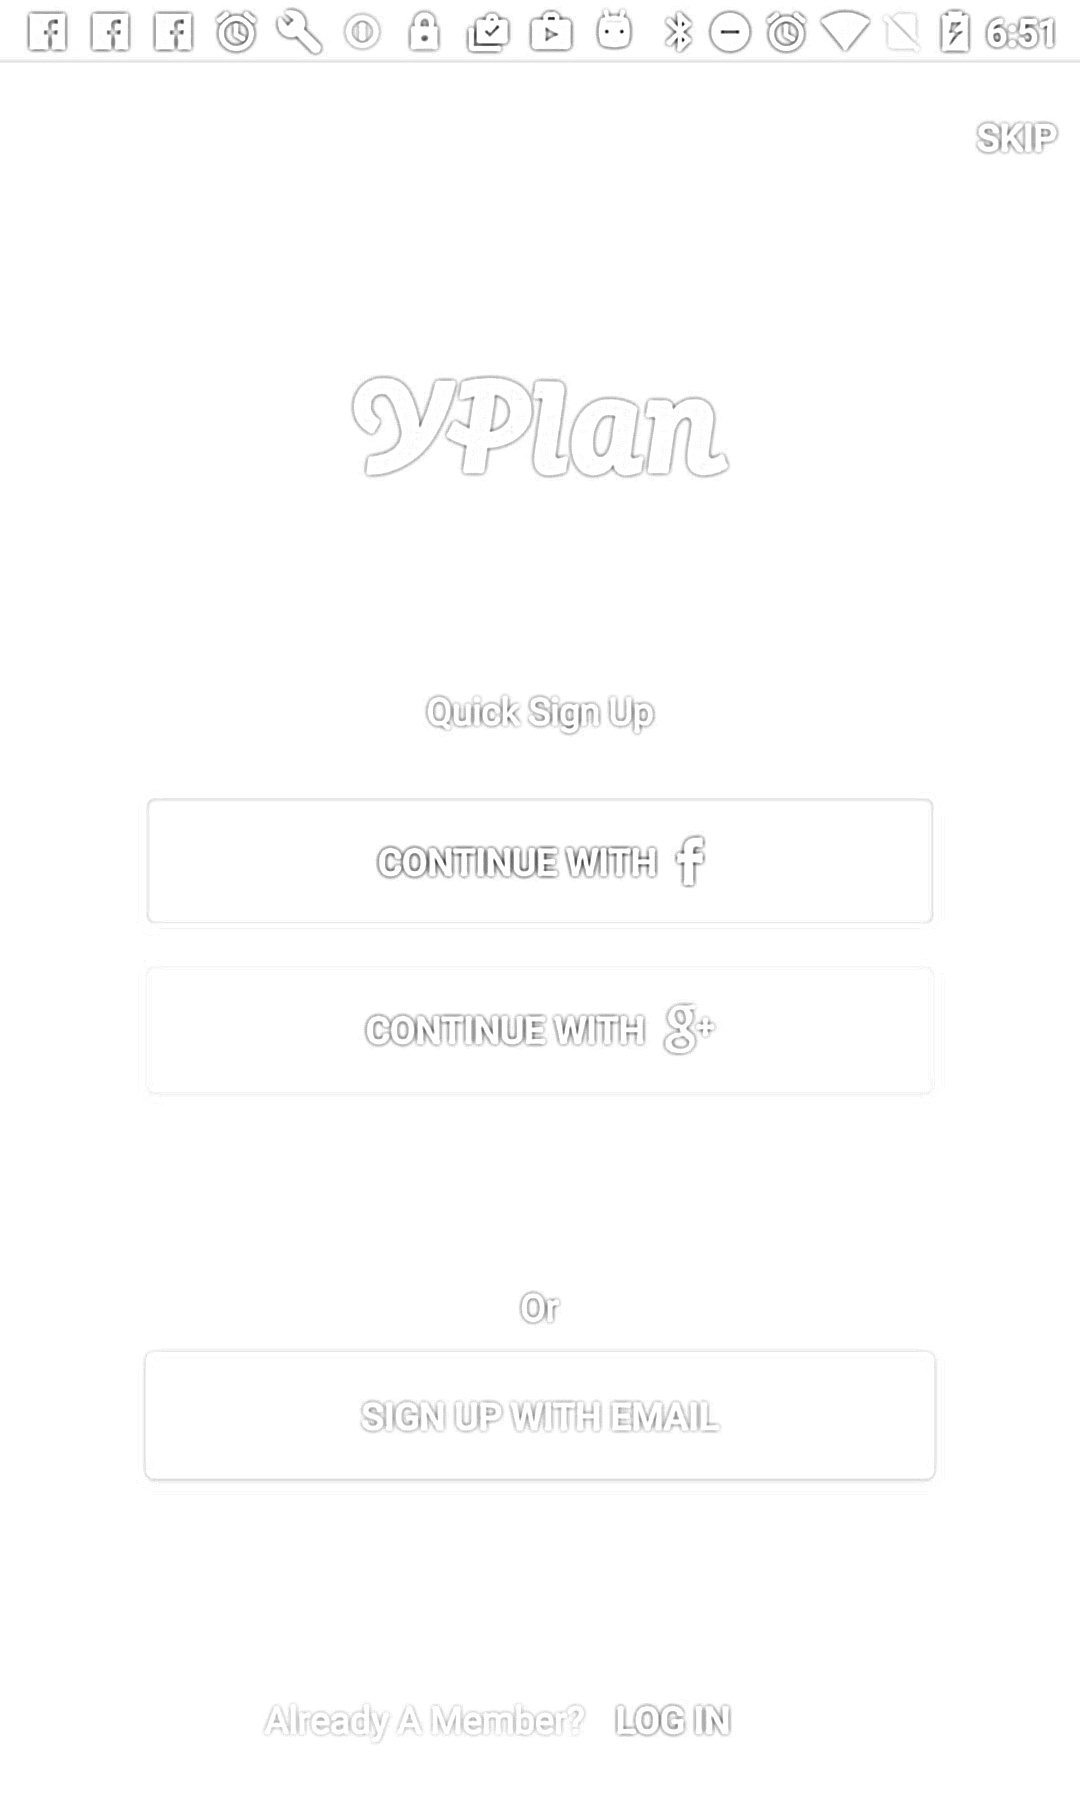 6:51
SKIP
YPlan
Quick Sign Up
CONTINUE WITH f
CONTINUE WITH g+
Or
SIGN UP WITH EMAIL
Already A Member? LOG IN